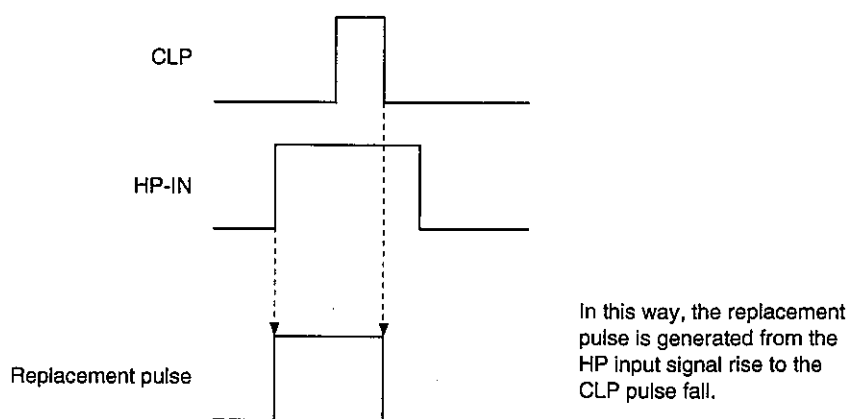 CLP
HP-IN
Replacement pulse
In this way, the replacement
pulse is generated from the
HP input signal rise to the
CLP pulse fall.